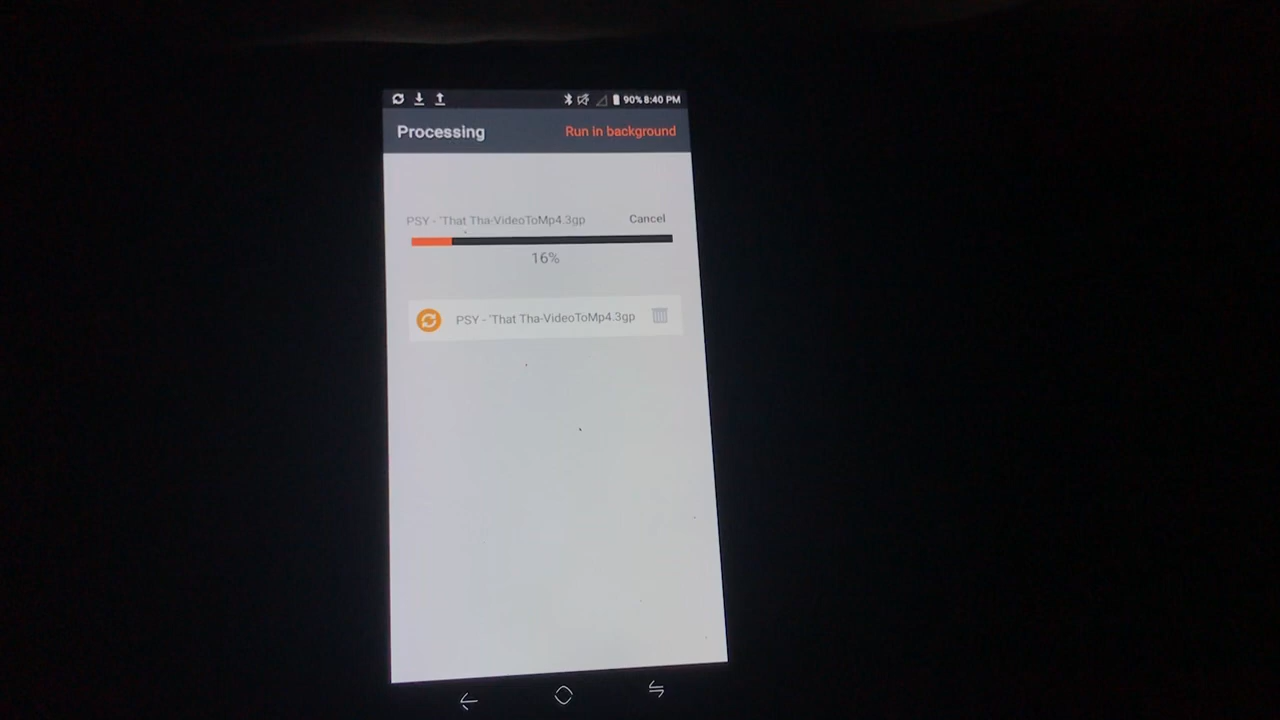 90% 8:40 PM
Processing Run in background
PSY - 'That Tha-VideoToMp4.3gp Cancel
16%
PSY - 'That Tha-VideoToMp4.3gp